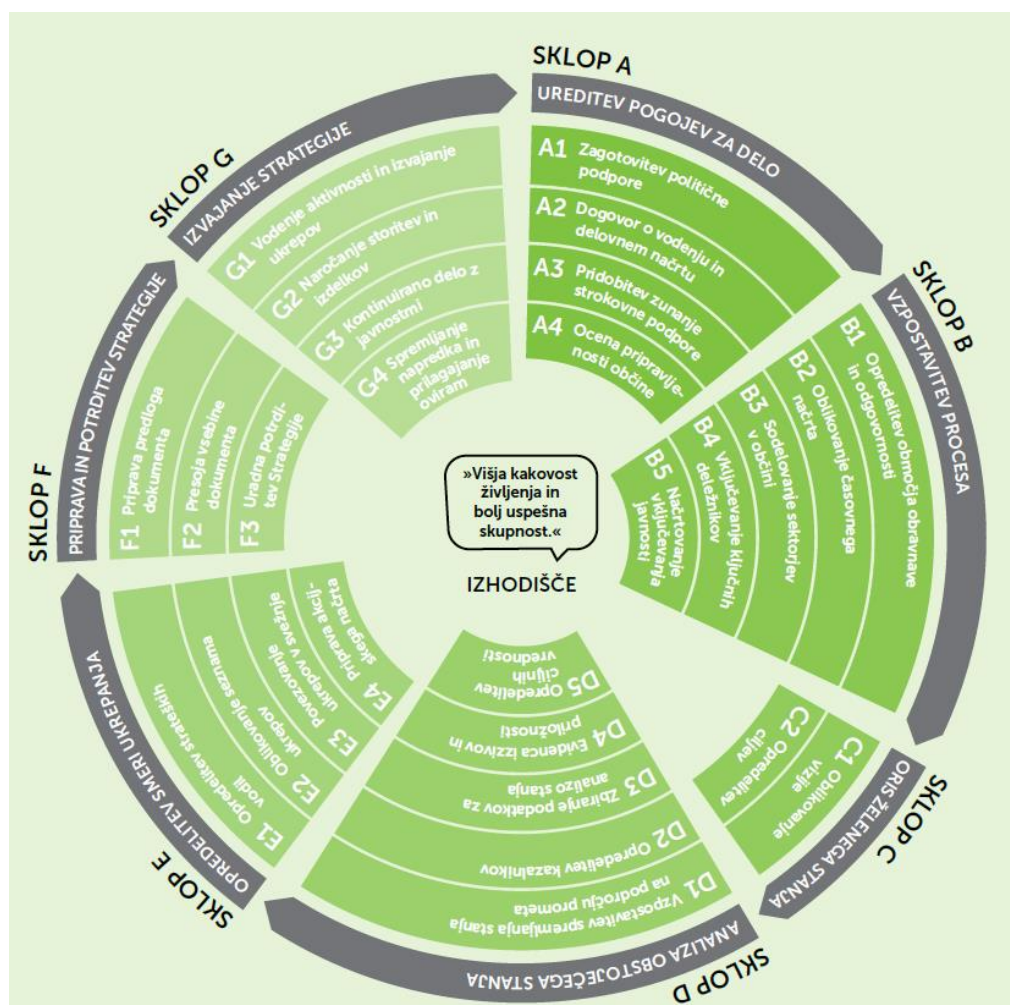 SKLOP A
UREDITEV POGOJEV ZA DELO
A1 Zagotovitev politične
podpore
A2 Dogovor o vodenju in
delovnem načrtu
A3 Pridobitev zunanje
strokovne podpore
A4 Ocena pripravlje-
nosti občine
SKLOP B
VZPOSTAVITEV PROCESA
B1 Opredelitev območja obravnave
in odgovornosti
B2 Oblikovanje časovnega
načrta
B3 Sodelovanje sektorjev
v občini
B4 Vključevanje ključnih
deležnikov
B5 Načrtovanje
vključevanja
javnosti
SKLOP C
ORIS ŽELENEGA STANJA
C1 Oblikovanje
vizije
C2 Opredelitev
ciljev
SKLOP D
ANALIZA OBSTOJEČEGA STANJA
D1 Vzpostavitev spremljanja stanja
na področju prometa
D2 Opredelitev kazalnikov
D3 Zbiranje podatkov za
analizo stanja
D4 Evidenca izzivov in
priložnosti
D5 Opredelitev
ciljnih
vrednosti
SKLOP E
OPREDELITEV SMERI UKREPANJA
E1 Opredelitev strateških
vodil
E2 Oblikovanje seznama
ukrepov
E3 Povezovanje
ukrepov v svežnje
E4 Priprava akcij-
skega načrta
SKLOP F
PRIPRAVA IN POTRDITEV STRATEGIJE
F1 Priprava predloga
dokumenta
F2 Presoja vsebine
dokumenta
F3 Uradna potrdi-
tev Strategije
SKLOP G
IZVAJANJE STRATEGIJE
G1 Vodenje aktivnosti in izvajanje
ukrepov
G2 Naročanje storitev in
izdelkov
G3 Kontinuirano delo z
javnostmi
G4 Spremljanje
napredka in
prilagajanje
oviram
»Višja kakovost
življenja in
bolj uspešna
skupnost.«
IZHODIŠČE